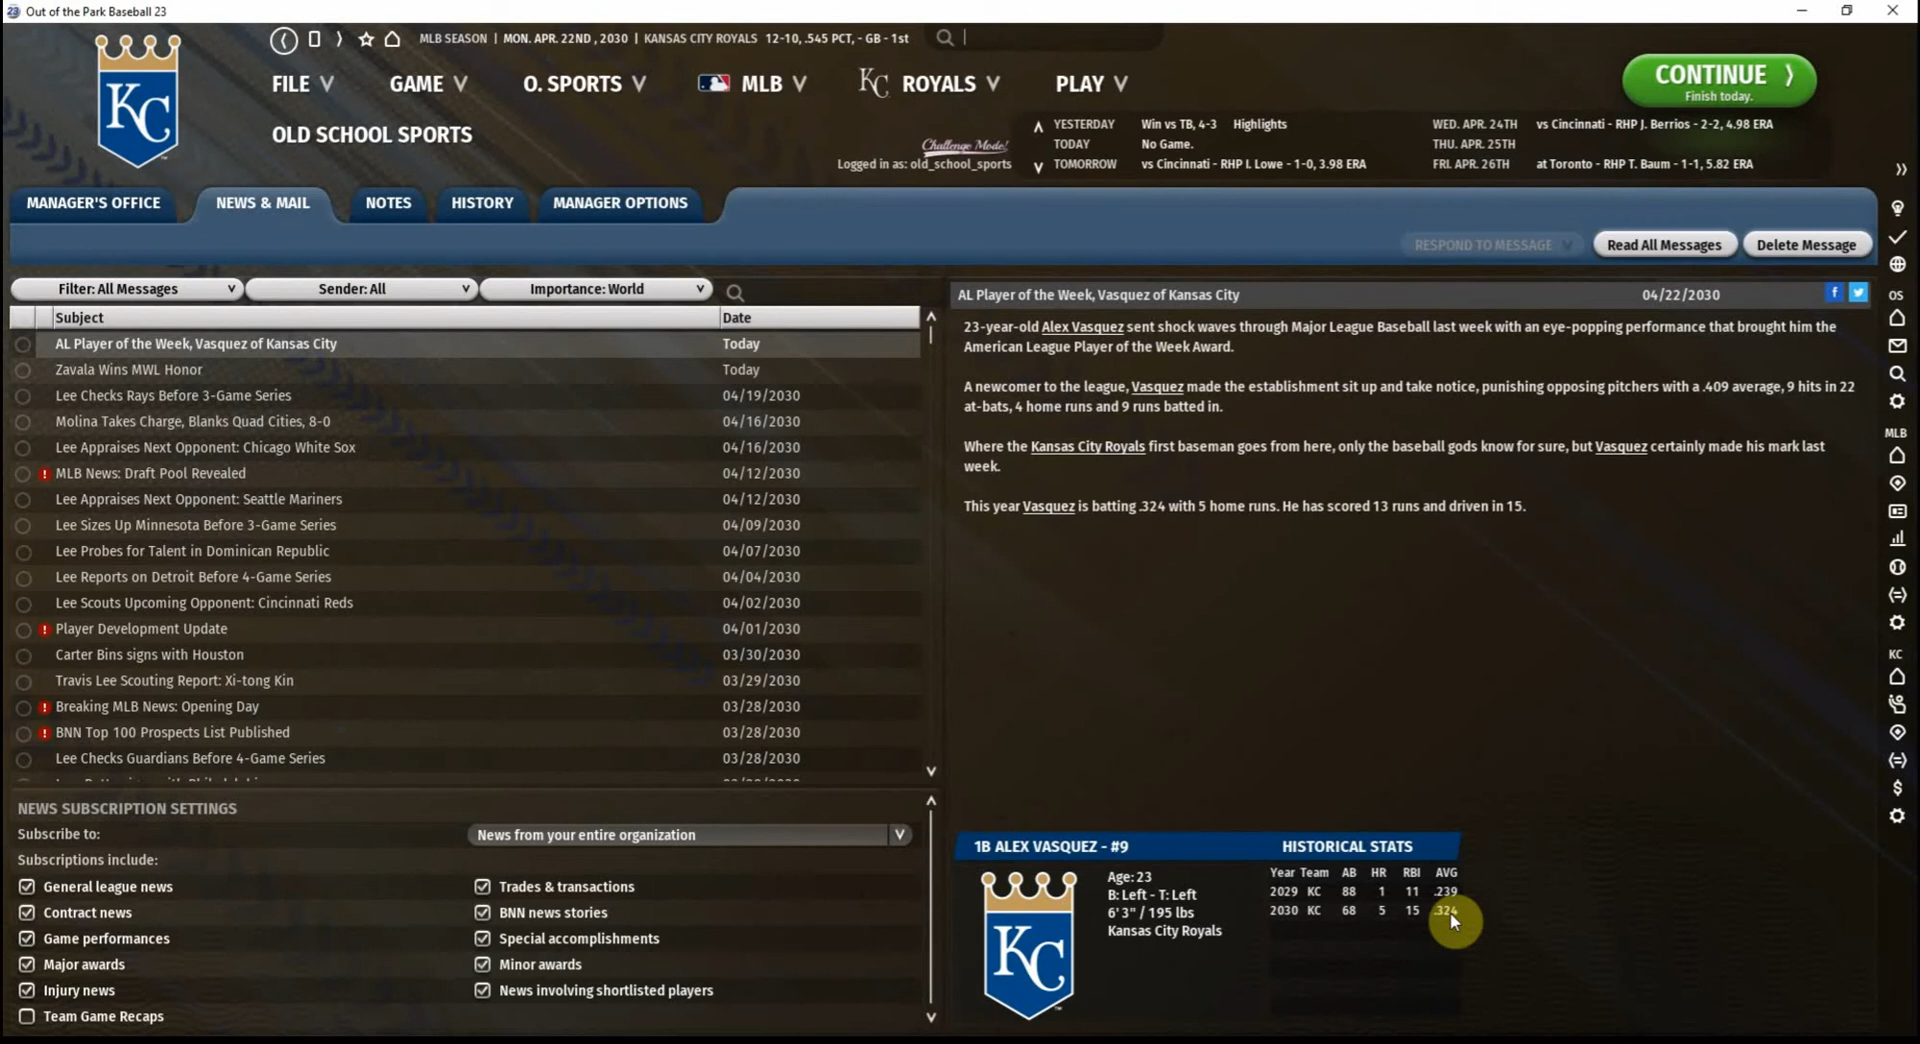 Out of the Park Baseball 23
MLB SEASON | MON. APR. 22ND , 2030 | KANSAS CITY ROYALS 12-10, .545 PCT, - GB - 1st
FILE GAME O. SPORTS MLB KC ROYALS PLAY
CONTINUE
Finish today.
KC
OLD SCHOOL SPORTS
Challenge Mode!
Logged in as: old_school_sports
YESTERDAY Win vs TB, 4-3 Highlights
TODAY No Game.
TOMORROW vs Cincinnati - RHP I. Lowe - 1-0, 3.98 ERA
WED. APR. 24TH vs Cincinnati - RHP J. Berrios - 2-2, 4.98 ERA
THU. APR. 25TH
FRI. APR. 26TH at Toronto - RHP T. Baum - 1-1, 5.82 ERA
MANAGER'S OFFICE NEWS & MAIL NOTES HISTORY MANAGER OPTIONS
RESPOND TO MESSAGE Read All Messages Delete Message
Filter: All Messages Sender: All Importance: World
Subject Date
AL Player of the Week, Vasquez of Kansas City Today
Zavala Wins MWL Honor Today
Lee Checks Rays Before 3-Game Series 04/19/2030
Molina Takes Charge, Blanks Quad Cities, 8-0 04/16/2030
Lee Appraises Next Opponent: Chicago White Sox 04/16/2030
! MLB News: Draft Pool Revealed 04/12/2030
Lee Appraises Next Opponent: Seattle Mariners 04/12/2030
Lee Sizes Up Minnesota Before 3-Game Series 04/09/2030
Lee Probes for Talent in Dominican Republic 04/07/2030
Lee Reports on Detroit Before 4-Game Series 04/04/2030
Lee Scouts Upcoming Opponent: Cincinnati Reds 04/02/2030
! Player Development Update 04/01/2030
Carter Bins signs with Houston 03/30/2030
Travis Lee Scouting Report: Xi-tong Kin 03/29/2030
! Breaking MLB News: Opening Day 03/28/2030
! BNN Top 100 Prospects List Published 03/28/2030
Lee Checks Guardians Before 4-Game Series 03/28/2030
AL Player of the Week, Vasquez of Kansas City 04/22/2030
23-year-old Alex Vasquez sent shock waves through Major League Baseball last week with an eye-popping performance that brought him the
American League Player of the Week Award.
A newcomer to the league, Vasquez made the establishment sit up and take notice, punishing opposing pitchers with a .409 average, 9 hits in 22
at-bats, 4 home runs and 9 runs batted in.
Where the Kansas City Royals first baseman goes from here, only the baseball gods know for sure, but Vasquez certainly made his mark last
week.
This year Vasquez is batting .324 with 5 home runs. He has scored 13 runs and driven in 15.
OS
MLB
KC
NEWS SUBSCRIPTION SETTINGS
Subscribe to: News from your entire organization
Subscriptions include:
General league news Trades & transactions
Contract news BNN news stories
Game performances Special accomplishments
Major awards Minor awards
Injury news News involving shortlisted players
Team Game Recaps
1B ALEX VASQUEZ - #9 HISTORICAL STATS
KC
Age: 23
B: Left - T: Left
6' 3" / 195 lbs
Kansas City Royals
Year Team AB HR RBI AVG
2029 KC 88 1 11 .239
2030 KC 68 5 15 .324